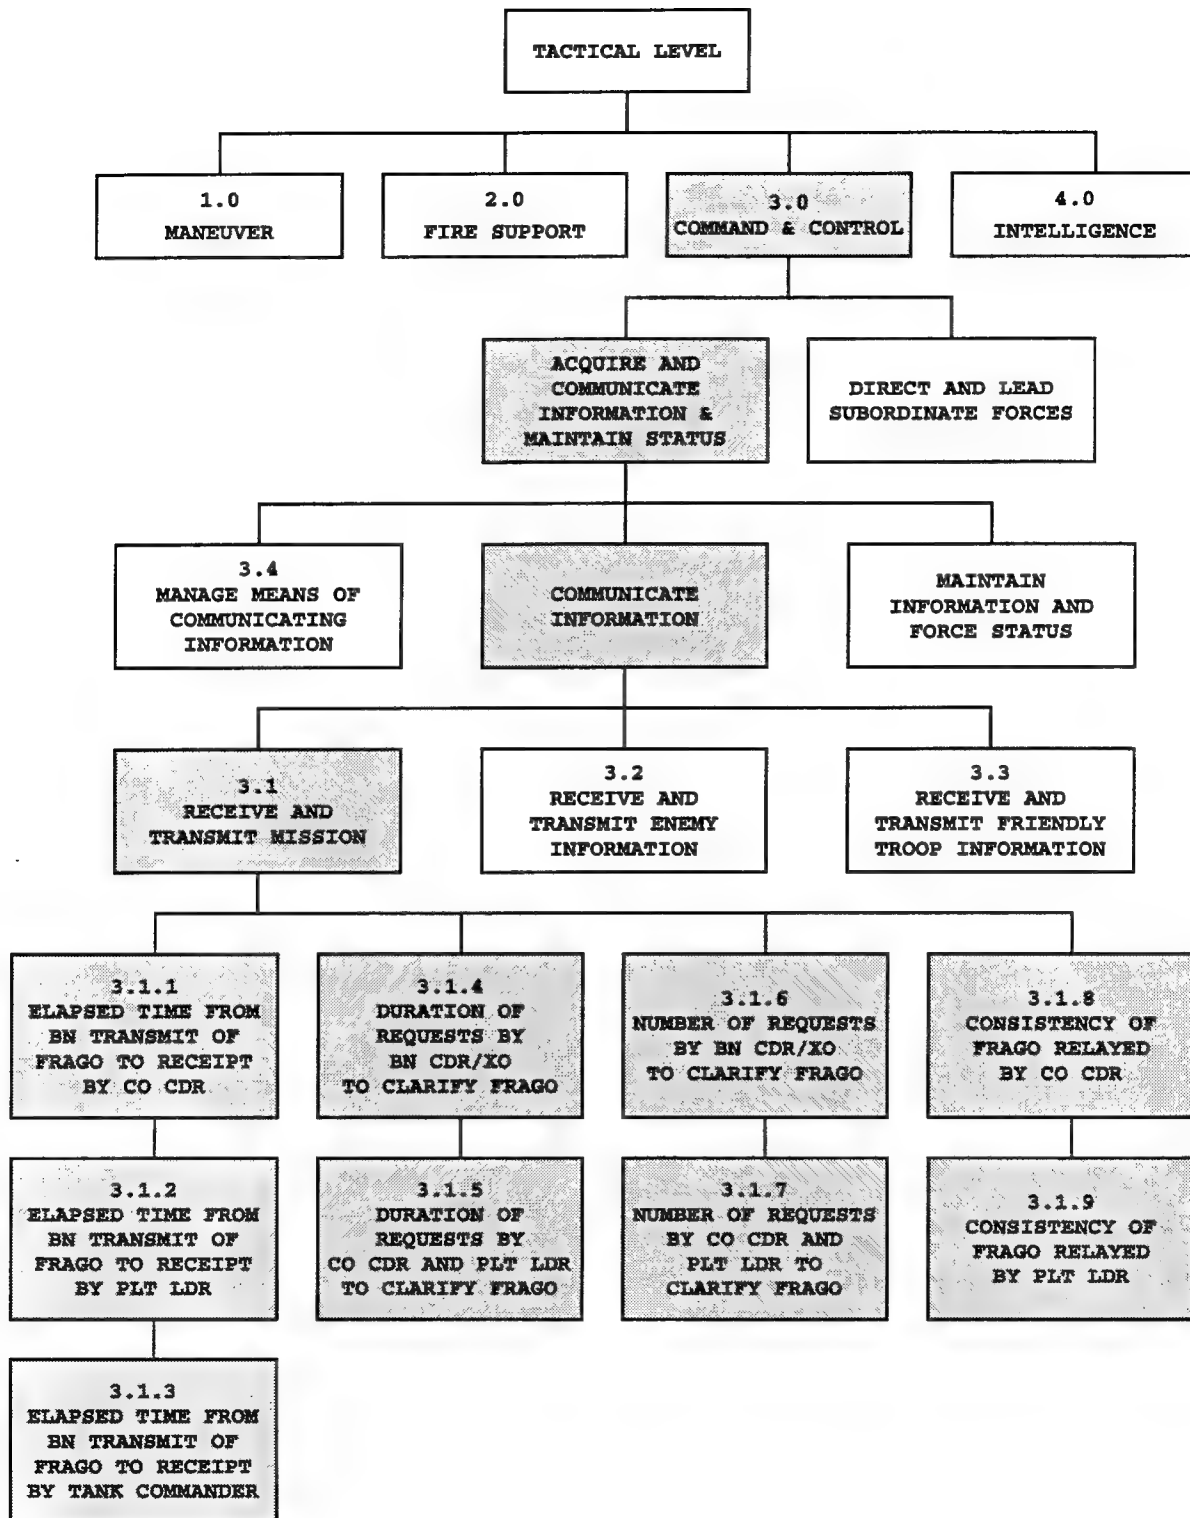 TACTICAL LEVEL
1.0
MANEUVER
2.0
FIRE SUPPORT
3.0
COMMAND & CONTROL
4.0
INTELLIGENCE
ACQUIRE AND
COMMUNICATE
INFORMATION &
MAINTAIN STATUS
DIRECT AND LEAD
SUBORDINATE FORCES
3.4
MANAGE MEANS OF
COMMUNICATING
INFORMATION
COMMUNICATE
INFORMATION
MAINTAIN
INFORMATION AND
FORCE STATUS
3.1
RECEIVE AND
TRANSMIT MISSION
3.2
RECEIVE AND
TRANSMIT ENEMY
INFORMATION
3.3
RECEIVE AND
TRANSMIT FRIENDLY
TROOP INFORMATION
3.1.1
ELAPSED TIME FROM
BN TRANSMIT OF
FRAGO TO RECEIPT
BY CO CDR
3.1.4
DURATION OF
REQUESTS BY
BN CDR/XO
TO CLARIFY FRAGO
3.1.6
NUMBER OF REQUESTS
BY BN CDR/XO
TO CLARIFY FRAGO
3.1.8
CONSISTENCY OF
FRAGO RELAYED
BY CO CDR
3.1.2
ELAPSED TIME FROM
BN TRANSMIT OF
FRAGO TO RECEIPT
BY PLT LDR
3.1.5
DURATION OF
REQUESTS BY
CO CDR AND PLT LDR
TO CLARIFY FRAGO
3.1.7
NUMBER OF REQUESTS
BY CO CDR AND
PLT LDR TO
CLARIFY FRAGO
3.1.9
CONSISTENCY OF
FRAGO RELAYED
BY PLT LDR
3.1.3
ELAPSED TIME FROM
BN TRANSMIT OF
FRAGO TO RECEIPT
BY TANK COMMANDER